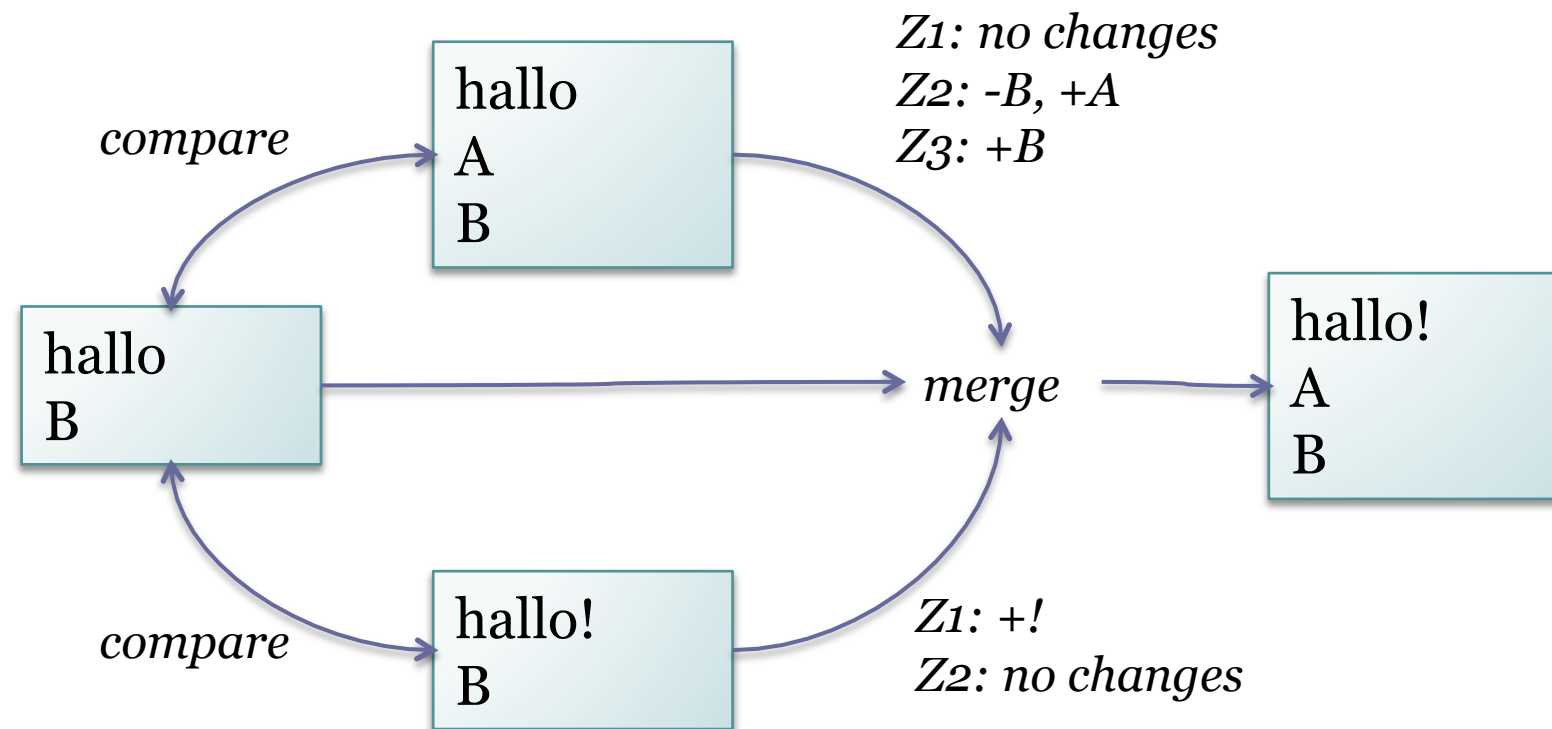 compare
hallo
A
B
Z1: no changes
Z2: -B, +A
Z3: +B
hallo
B
merge
hallo!
A
B
compare
hallo!
B
Z1: +!
Z2: no changes